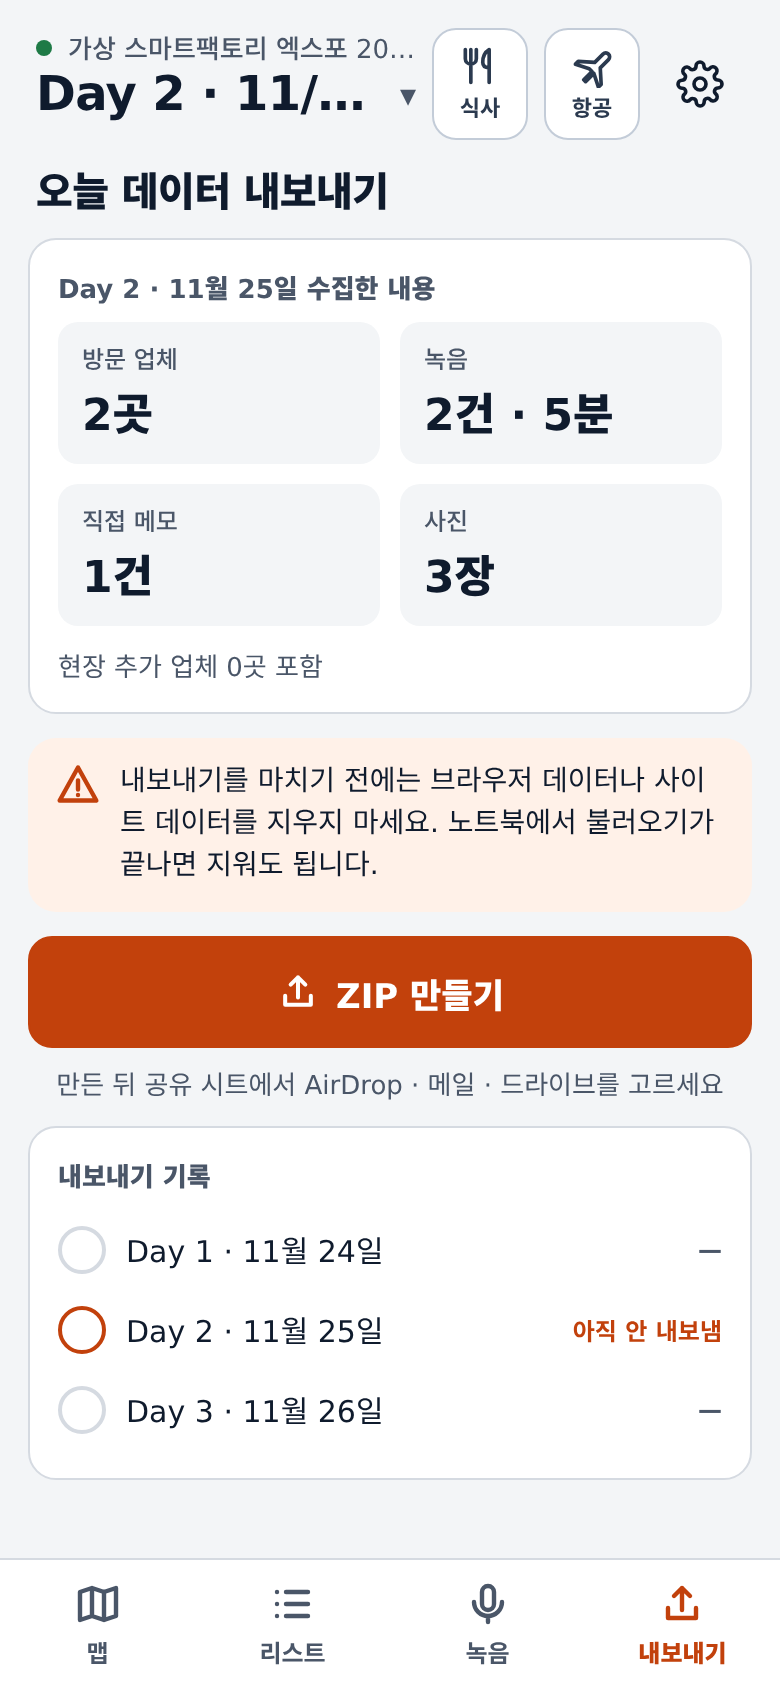 가상 스마트팩토리 엑스포 20...
Day 2 · 11/... ▼
식사
항공
오늘 데이터 내보내기
Day 2 · 11월 25일 수집한 내용
방문 업체
2곳
녹음
2건 · 5분
직접 메모
1건
사진
3장
현장 추가 업체 0곳 포함
내보내기를 마치기 전에는 브라우저 데이터나 사이
트 데이터를 지우지 마세요. 노트북에서 불러오기가
끝나면 지워도 됩니다.
ZIP 만들기
만든 뒤 공유 시트에서 AirDrop · 메일 · 드라이브를 고르세요
내보내기 기록
Day 1 · 11월 24일 —
Day 2 · 11월 25일 아직 안 내보냄
Day 3 · 11월 26일 —
맵
리스트
녹음
내보내기